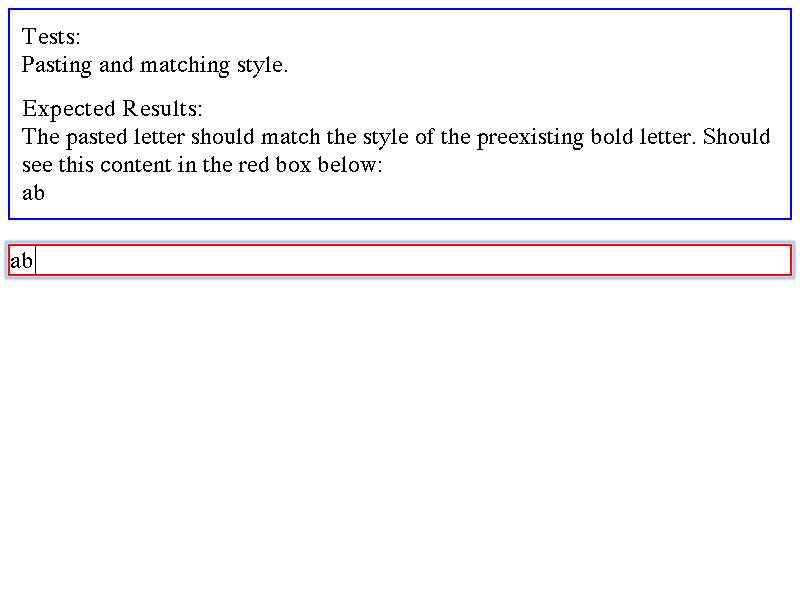 Tests:
Pasting and matching style.
Expected Results:
The pasted letter should match the style of the preexisting bold letter. Should
see this content in the red box below:
ab
ab